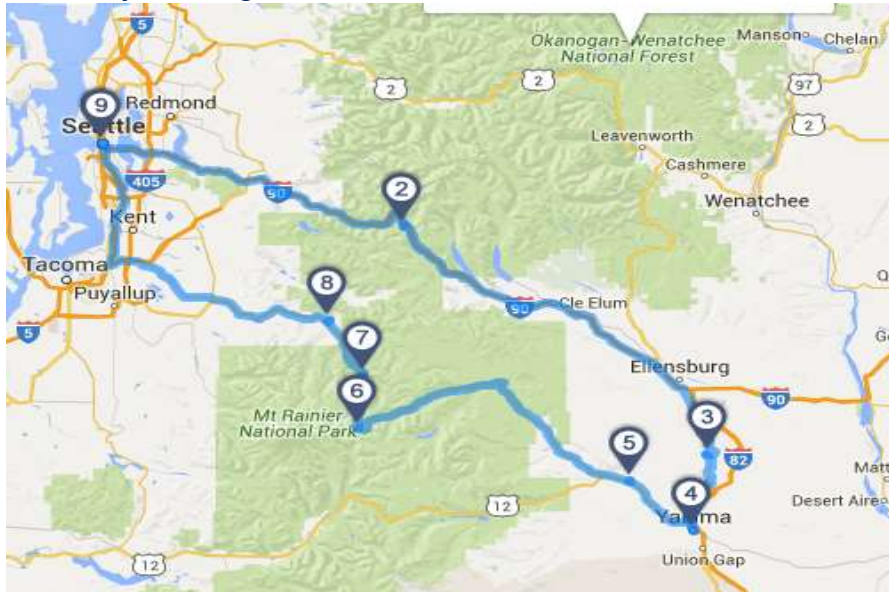 5
Okanogan-Wenatchee
National Forest
Manson
Chelan
2
2
97
2
9
Redmond
Seattle
Leavenworth
Cashmere
405
90
2
Wenatchee
Kent
Tacoma
Puyallup
8
90
Cle Elum
5
7
Ellensburg
6
90
Mt Rainier
National Park
3
5
82
Matt
4
12
Desert Aire
Yakima
Union Gap
12